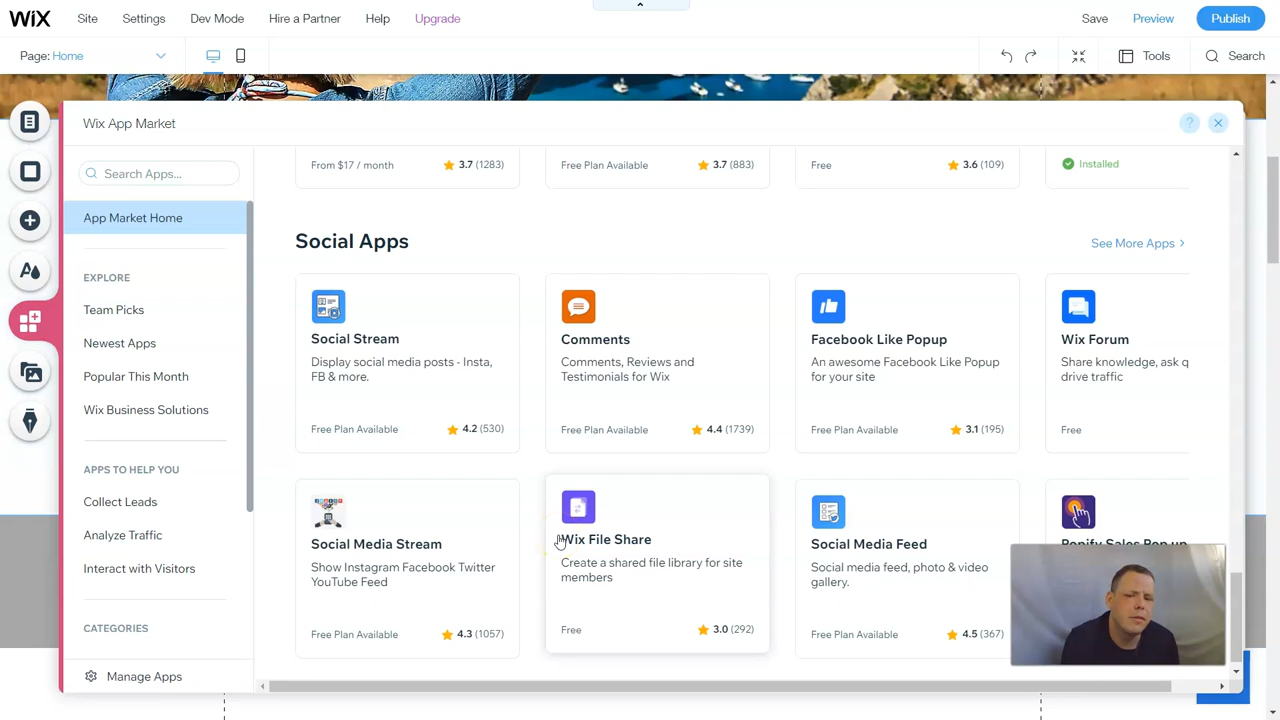 WIX Site Settings Dev Mode Hire a Partner Help Upgrade Save Preview Publish
Page: Home Tools Search
Wix App Market ?
Search Apps...
App Market Home
EXPLORE
Team Picks
Newest Apps
Popular This Month
Wix Business Solutions
APPS TO HELP YOU
Collect Leads
Analyze Traffic
Interact with Visitors
CATEGORIES
Manage Apps
From $17 / month 3.7 (1283)
Free Plan Available 3.7 (883)
Free 3.6 (109)
Installed
Social Apps See More Apps >
Social Stream
Display social media posts - Insta,
FB & more.
Free Plan Available 4.2 (530)
Comments
Comments, Reviews and
Testimonials for Wix
Free Plan Available 4.4 (1739)
Facebook Like Popup
An awesome Facebook Like Popup
for your site
Free Plan Available 3.1 (195)
Wix Forum
Share knowledge, ask q
drive traffic
Free
Social Media Stream
Show Instagram Facebook Twitter
YouTube Feed
Free Plan Available 4.3 (1057)
Wix File Share
Create a shared file library for site
members
Free 3.0 (292)
Social Media Feed
Social media feed, photo & video
gallery.
Free Plan Available 4.5 (367)